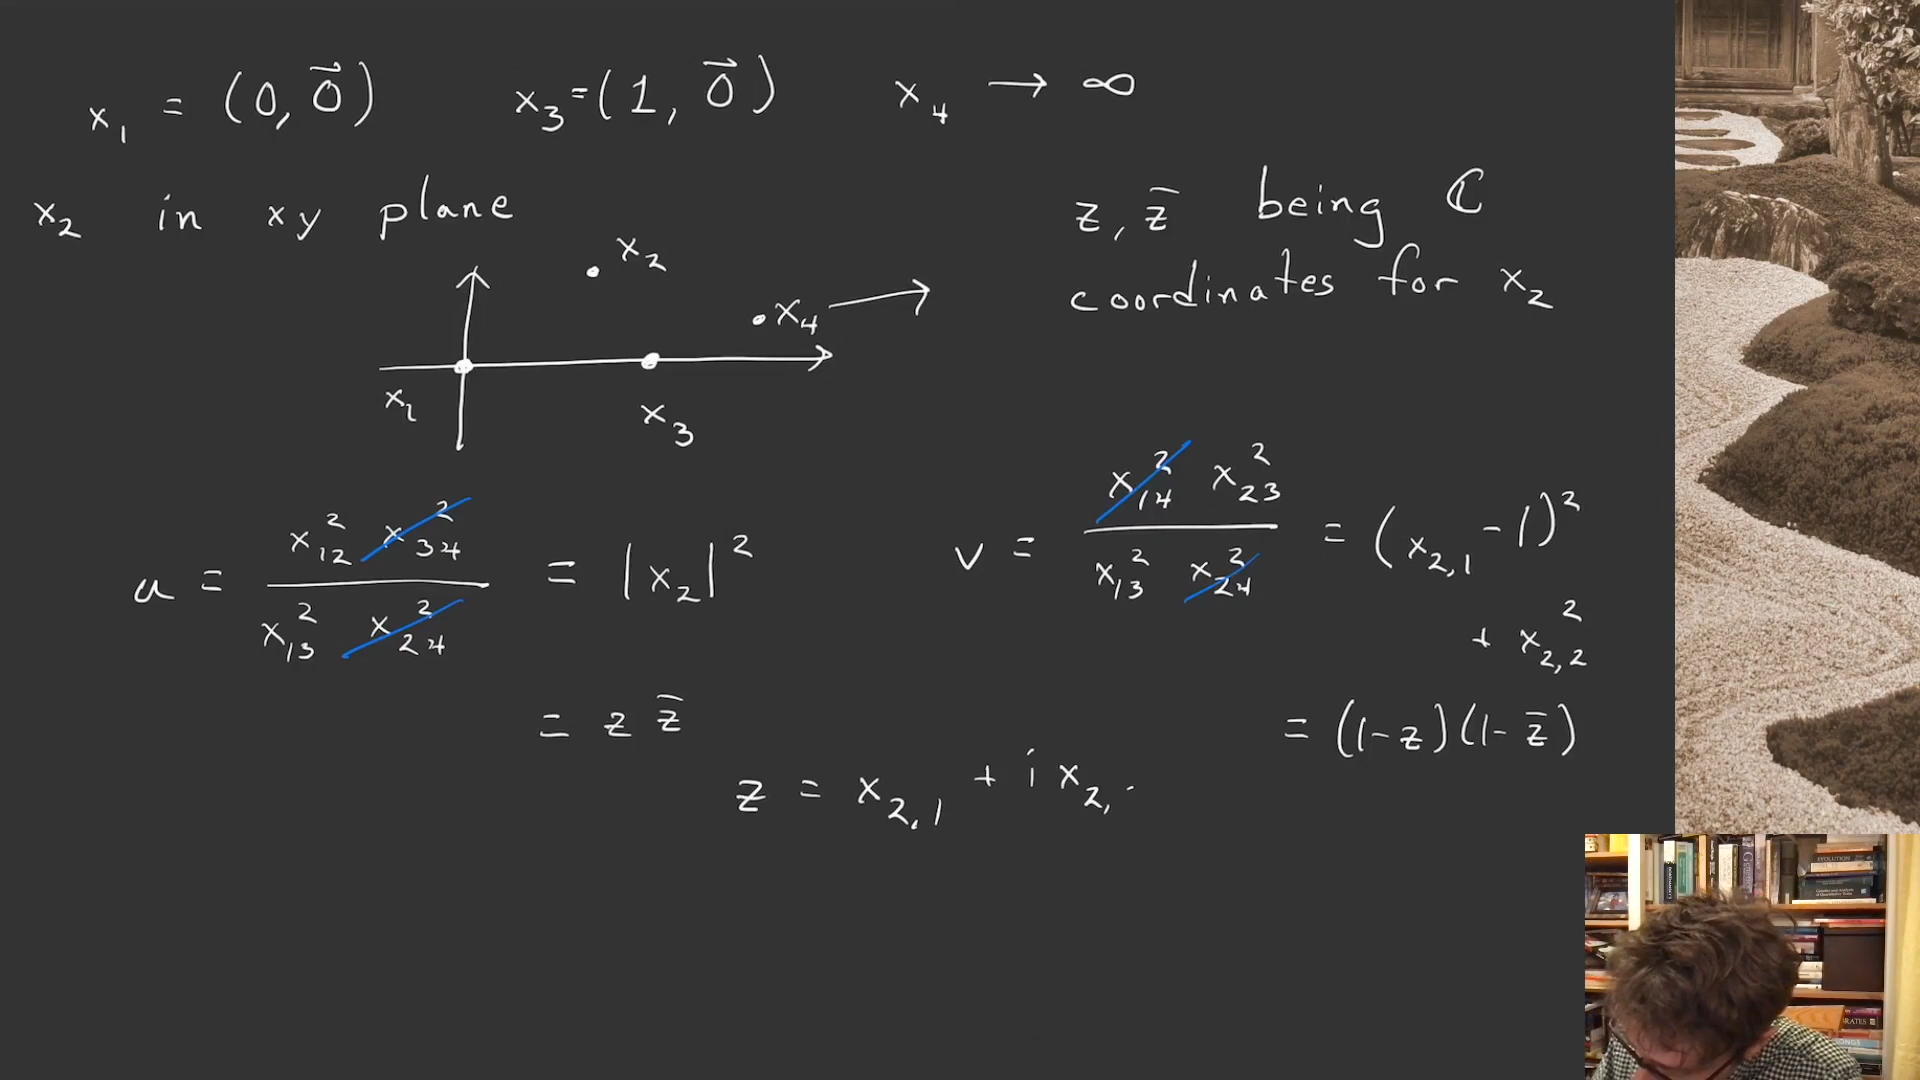 x₁ = (0, 0⃗) x₃ = (1, 0⃗) x₄ → ∞
x₂ in xy plane
z, z̄ being ℂ
coordinates for x₂
x₂
x₄
x₁
x₃
u = x₁₂² x₃₄² / x₁₃² x₂₄² = |x₂|²
= z z̄
v = x₁₄² x₂₃² / x₁₃² x₂₄² = (x₂,₁ - 1)²
+ x₂,₂²
= (1-z)(1-z̄)
z = x₂,₁ + i x₂,
EVOLUTION